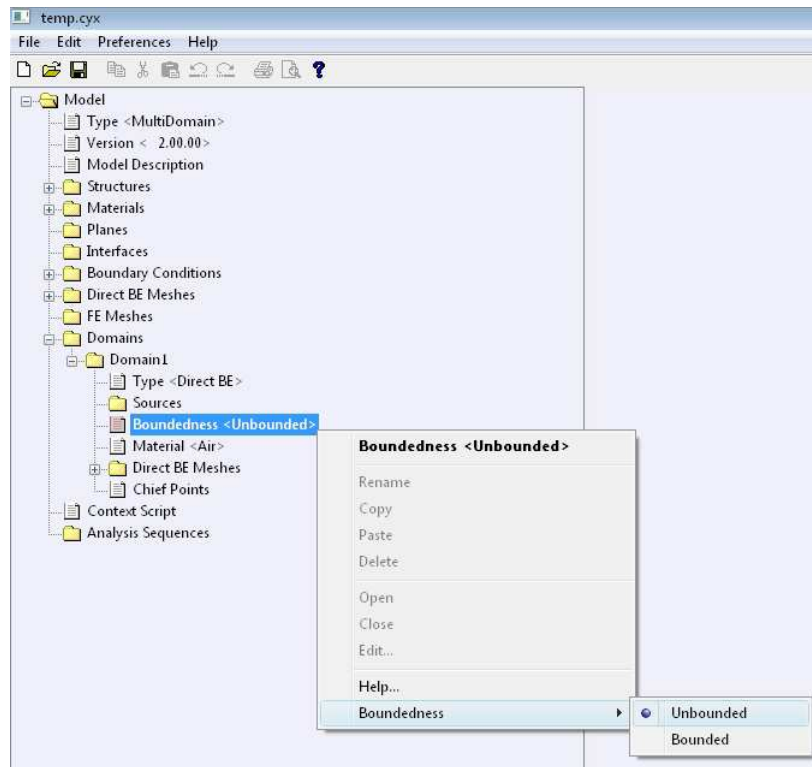 temp.cyx
File Edit Preferences Help
Model
Type <MultiDomain>
Version < 2.00.00>
Model Description
Structures
Materials
Planes
Interfaces
Boundary Conditions
Direct BE Meshes
FE Meshes
Domains
Domain1
Type <Direct BE>
Sources
Boundedness <Unbounded>
Material <Air>
Direct BE Meshes
Chief Points
Context Script
Analysis Sequences
Boundedness <Unbounded>
Rename
Copy
Paste
Delete
Open
Close
Edit...
Help...
Boundedness
Unbounded
Bounded